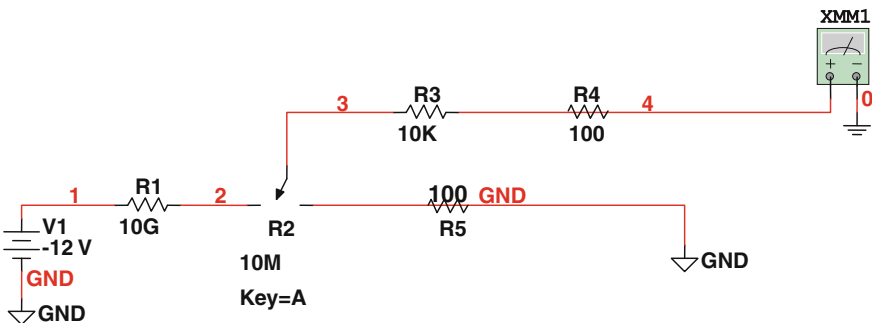 XMM1
+ −
0
3
R3
10K
R4
100
4
1
R1
10G
2
R2
10M
Key=A
100
GND
R5
GND
V1
-12 V
GND
GND